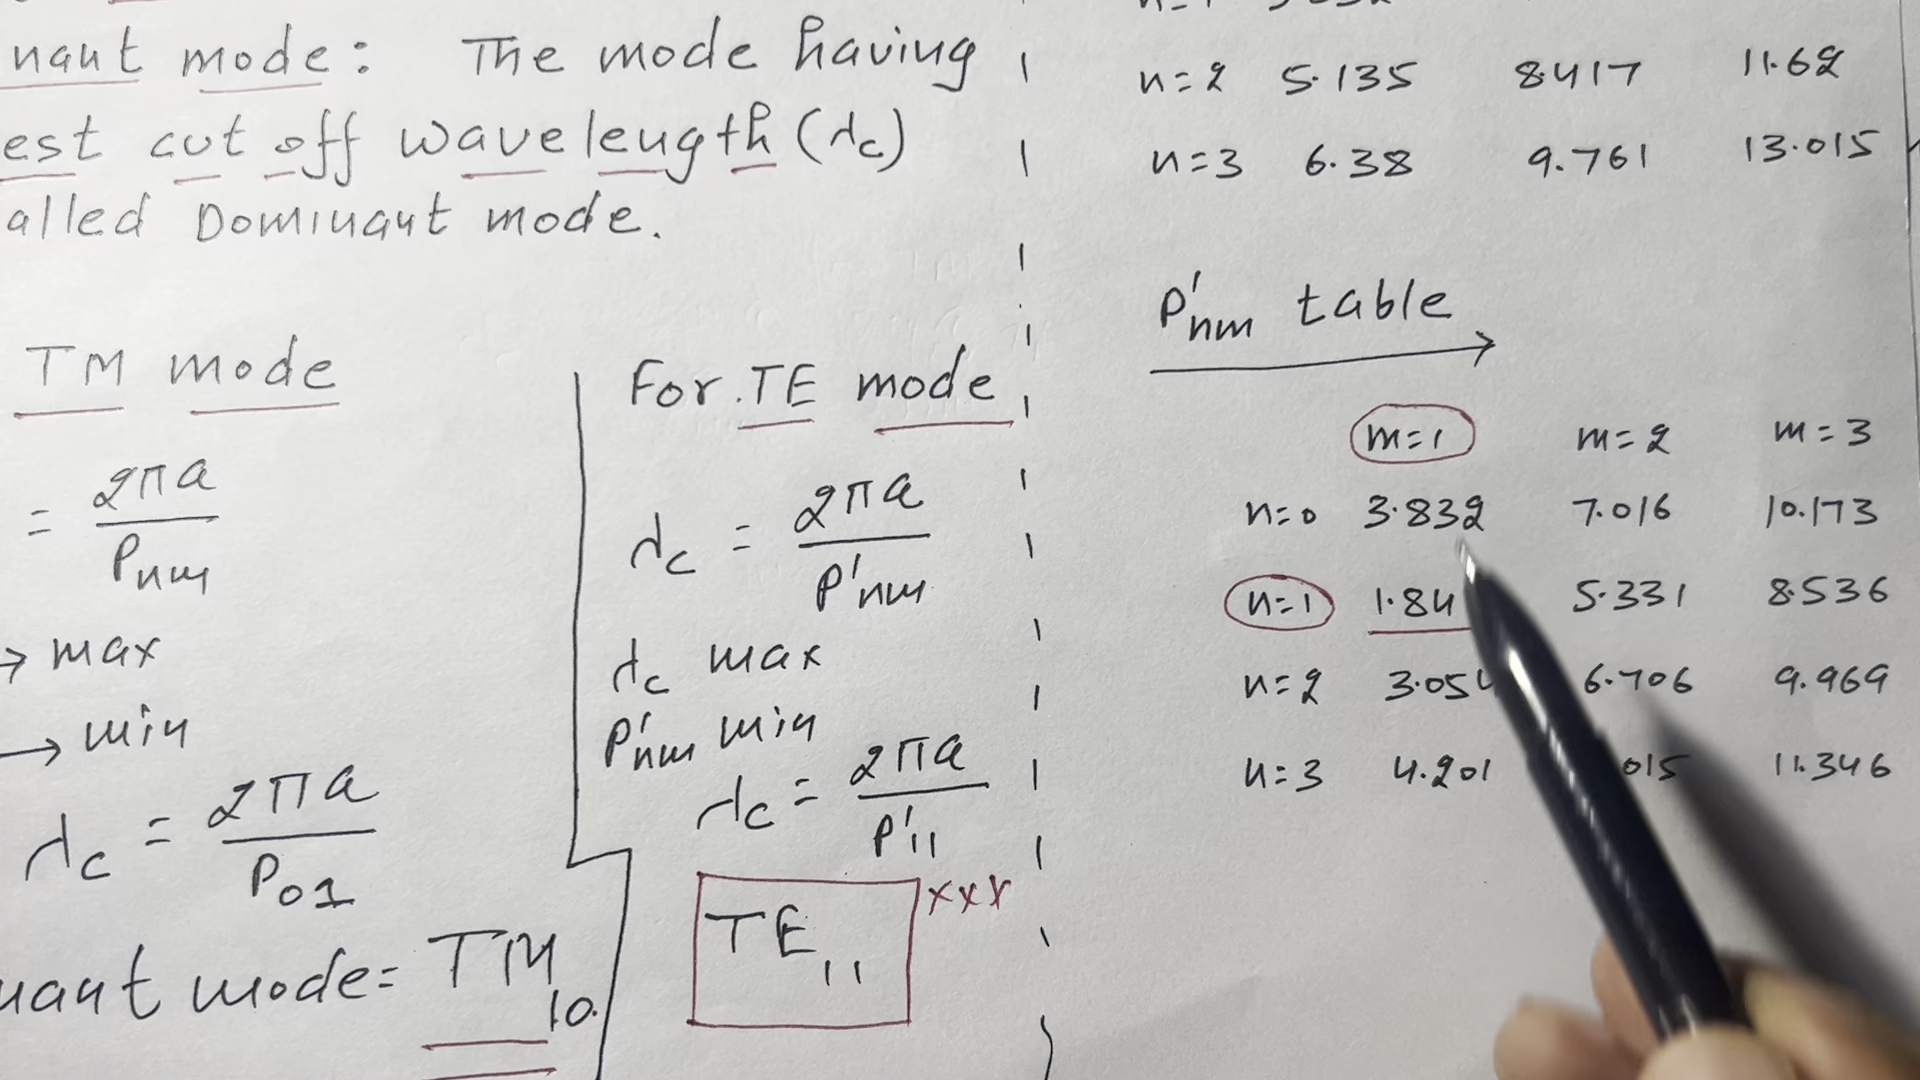 nant mode: The mode having
est cut off wavelength (λc)
alled Dominant mode.
TM mode
= 2πa / Pnm
→ max
→ min
λc = 2πa / P01
nant mode = TM10.
For TE mode
λc = 2πa / P'nm
λc max
P'nm min
λc = 2πa / P'11
TE11 xxx
n=2 5.135 8.417 11.62
n=3 6.38 9.761 13.015
P'nm table
m=1 m=2 m=3
n=0 3.832 7.016 10.173
n=1 1.84 5.331 8.536
n=2 3.054 6.706 9.969
n=3 4.201 015 11.346